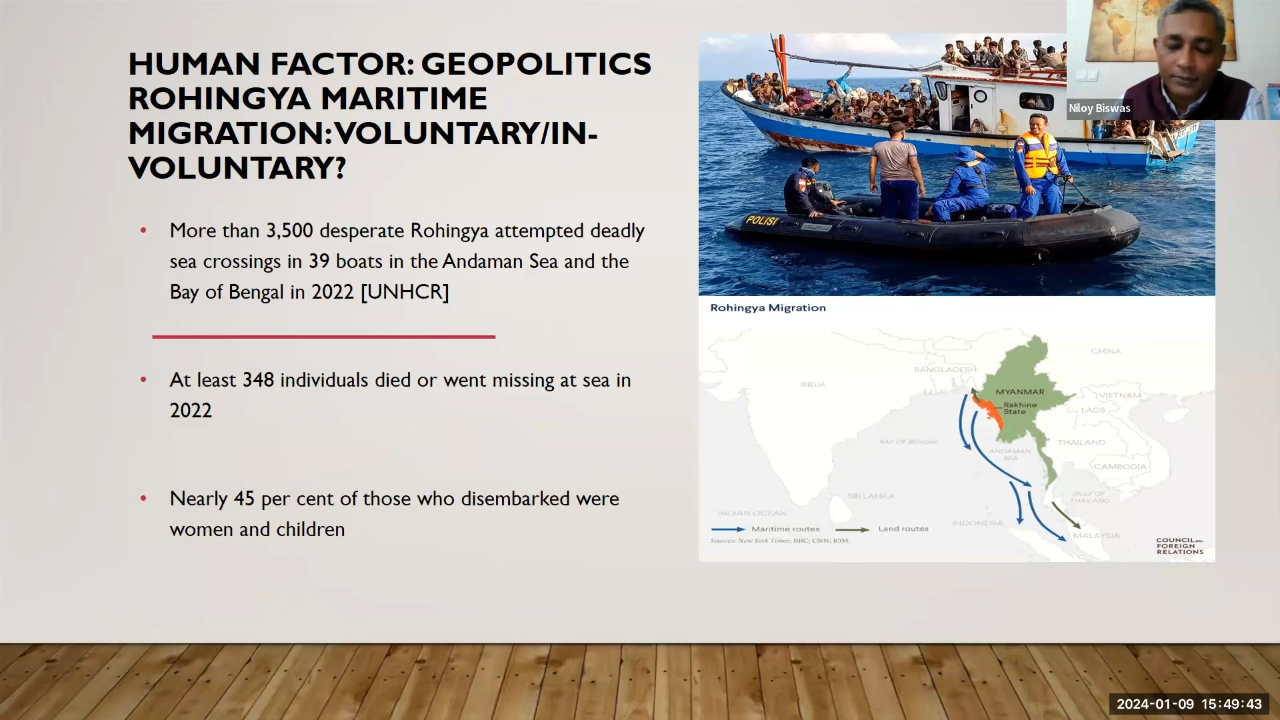 HUMAN FACTOR: GEOPOLITICS
ROHINGYA MARITIME
MIGRATION:VOLUNTARY/IN-
VOLUNTARY?
• More than 3,500 desperate Rohingya attempted deadly
sea crossings in 39 boats in the Andaman Sea and the
Bay of Bengal in 2022 [UNHCR]
• At least 348 individuals died or went missing at sea in
2022
• Nearly 45 per cent of those who disembarked were
women and children
POLISI
Niloy Biswas
Rohingya Migration
CHINA
BANGLADESH
INDIA
MYANMAR
VIETNAM
Rakhine
State
LAOS
BAY OF BENGAL
THAILAND
ANDAMAN
SEA
CAMBODIA
SRI LANKA
GULF OF
THAILAND
INDIAN OCEAN
INDONESIA
Maritime routes
Land routes
MALAYSIA
Sources: New York Times; BBC; CNN; IOM.
COUNCIL on
FOREIGN
RELATIONS
2024-01-09 15:49:43